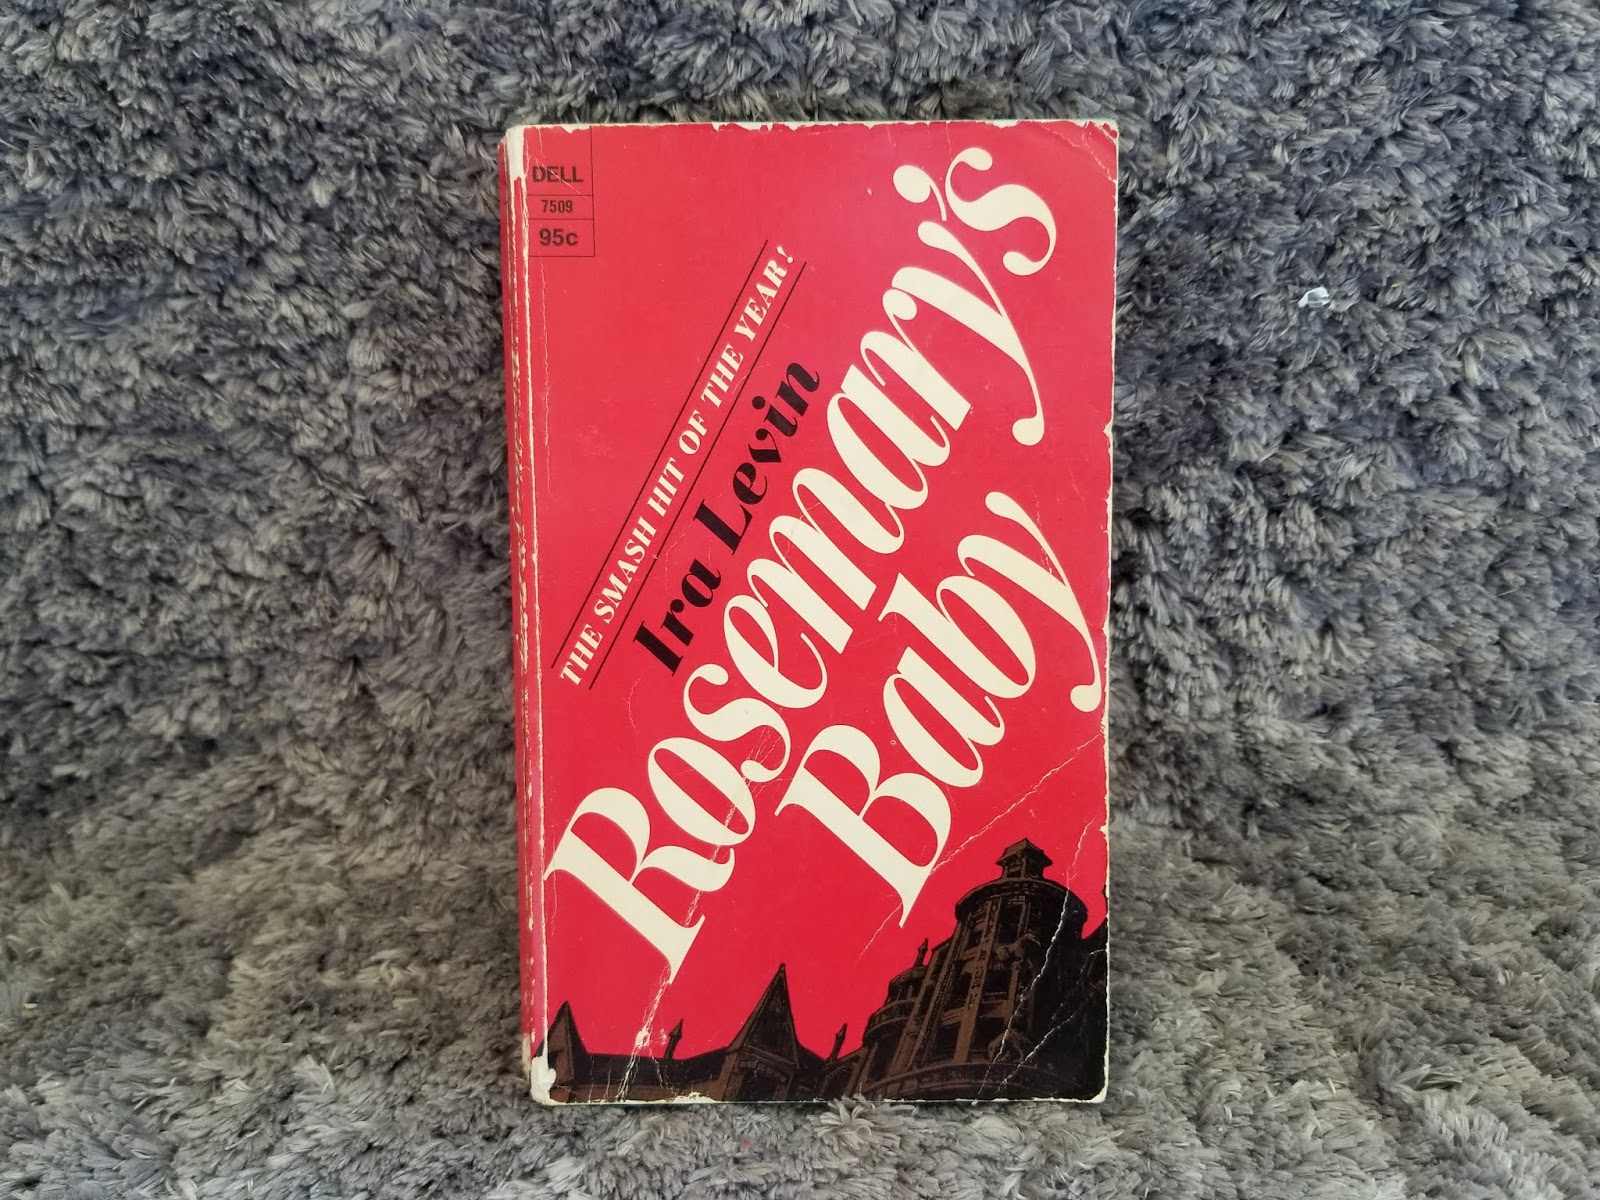 DELL
7509
95c
THE SMASH HIT OF THE YEAR!
Ira Levin
Rosemary's
Baby